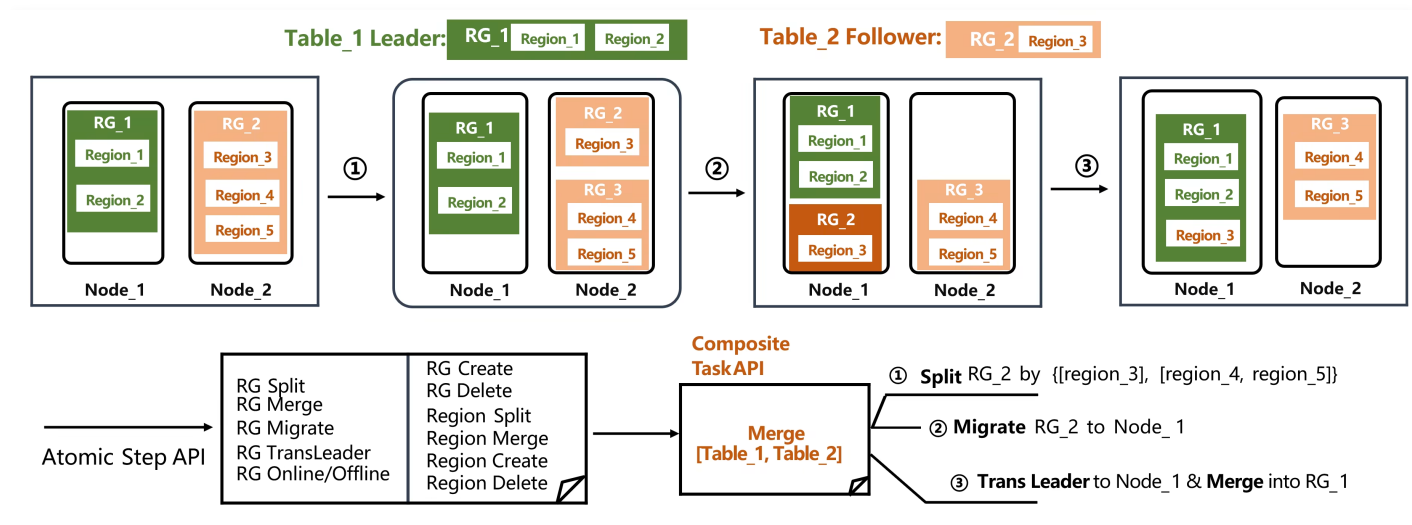 Table_1 Leader: RG_1 Region_1 Region_2
Table_2 Follower: RG_2 Region_3
RG_1
Region_1
Region_2
Node_1
RG_2
Region_3
Region_4
Region_5
Node_2
①
RG_1
Region_1
Region_2
Node_1
RG_2
Region_3
RG_3
Region_4
Region_5
Node_2
②
RG_1
Region_1
Region_2
RG_2
Region_3
Node_1
RG_3
Region_4
Region_5
Node_2
③
RG_1
Region_1
Region_2
Region_3
Node_1
RG_3
Region_4
Region_5
Node_2
Atomic Step API
RG Split
RG Merge
RG Migrate
RG TransLeader
RG Online/Offline
RG Create
RG Delete
Region Split
Region Merge
Region Create
Region Delete
Composite
Task API
Merge
[Table_1, Table_2]
① Split RG_2 by {[region_3], [region_4, region_5]}
② Migrate RG_2 to Node_1
③ Trans Leader to Node_1 & Merge into RG_1